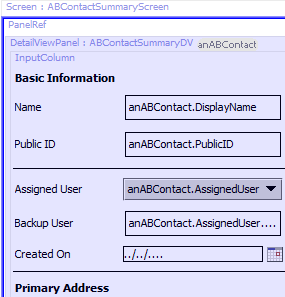 Screen : ABContactSummaryScreen
PanelRef
DetailViewPanel : ABContactSummaryDV anABContact
InputColumn
Basic Information
Name anABContact.DisplayName
Public ID anABContact.PublicID
Assigned User anABContact.AssignedUser
Backup User anABContact.AssignedUser....
Created On ../../....
Primary Address